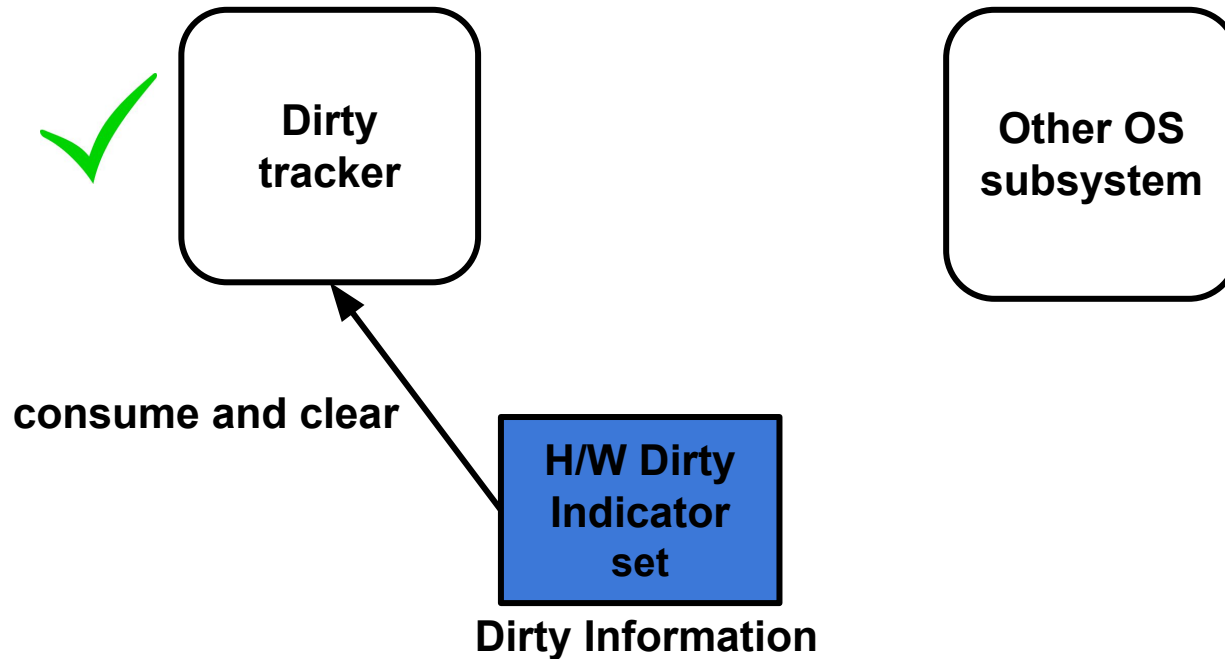 Dirty
tracker
Other OS
subsystem
consume and clear
H/W Dirty
Indicator
set
Dirty Information